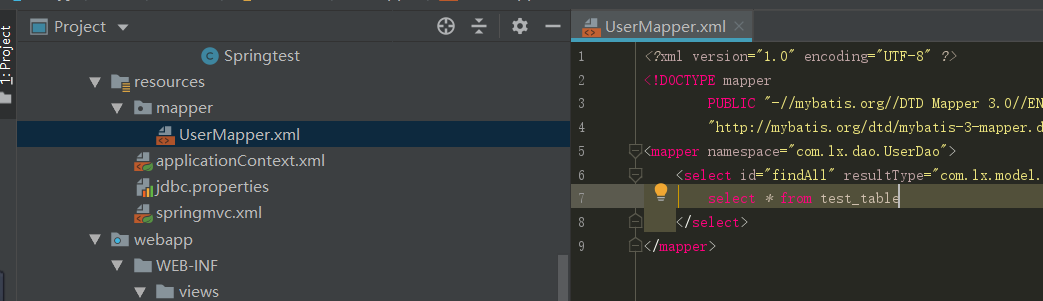 1: Project
Project
Springtest
resources
mapper
UserMapper.xml
applicationContext.xml
jdbc.properties
springmvc.xml
webapp
WEB-INF
views
UserMapper.xml
1 <?xml version="1.0" encoding="UTF-8" ?>
2 <!DOCTYPE mapper
3 PUBLIC "-//mybatis.org//DTD Mapper 3.0//EN
4 "http://mybatis.org/dtd/mybatis-3-mapper.d
5 <mapper namespace="com.lx.dao.UserDao">
6 <select id="findAll" resultType="com.lx.model.
7 select * from test_table
8 </select>
9 </mapper>